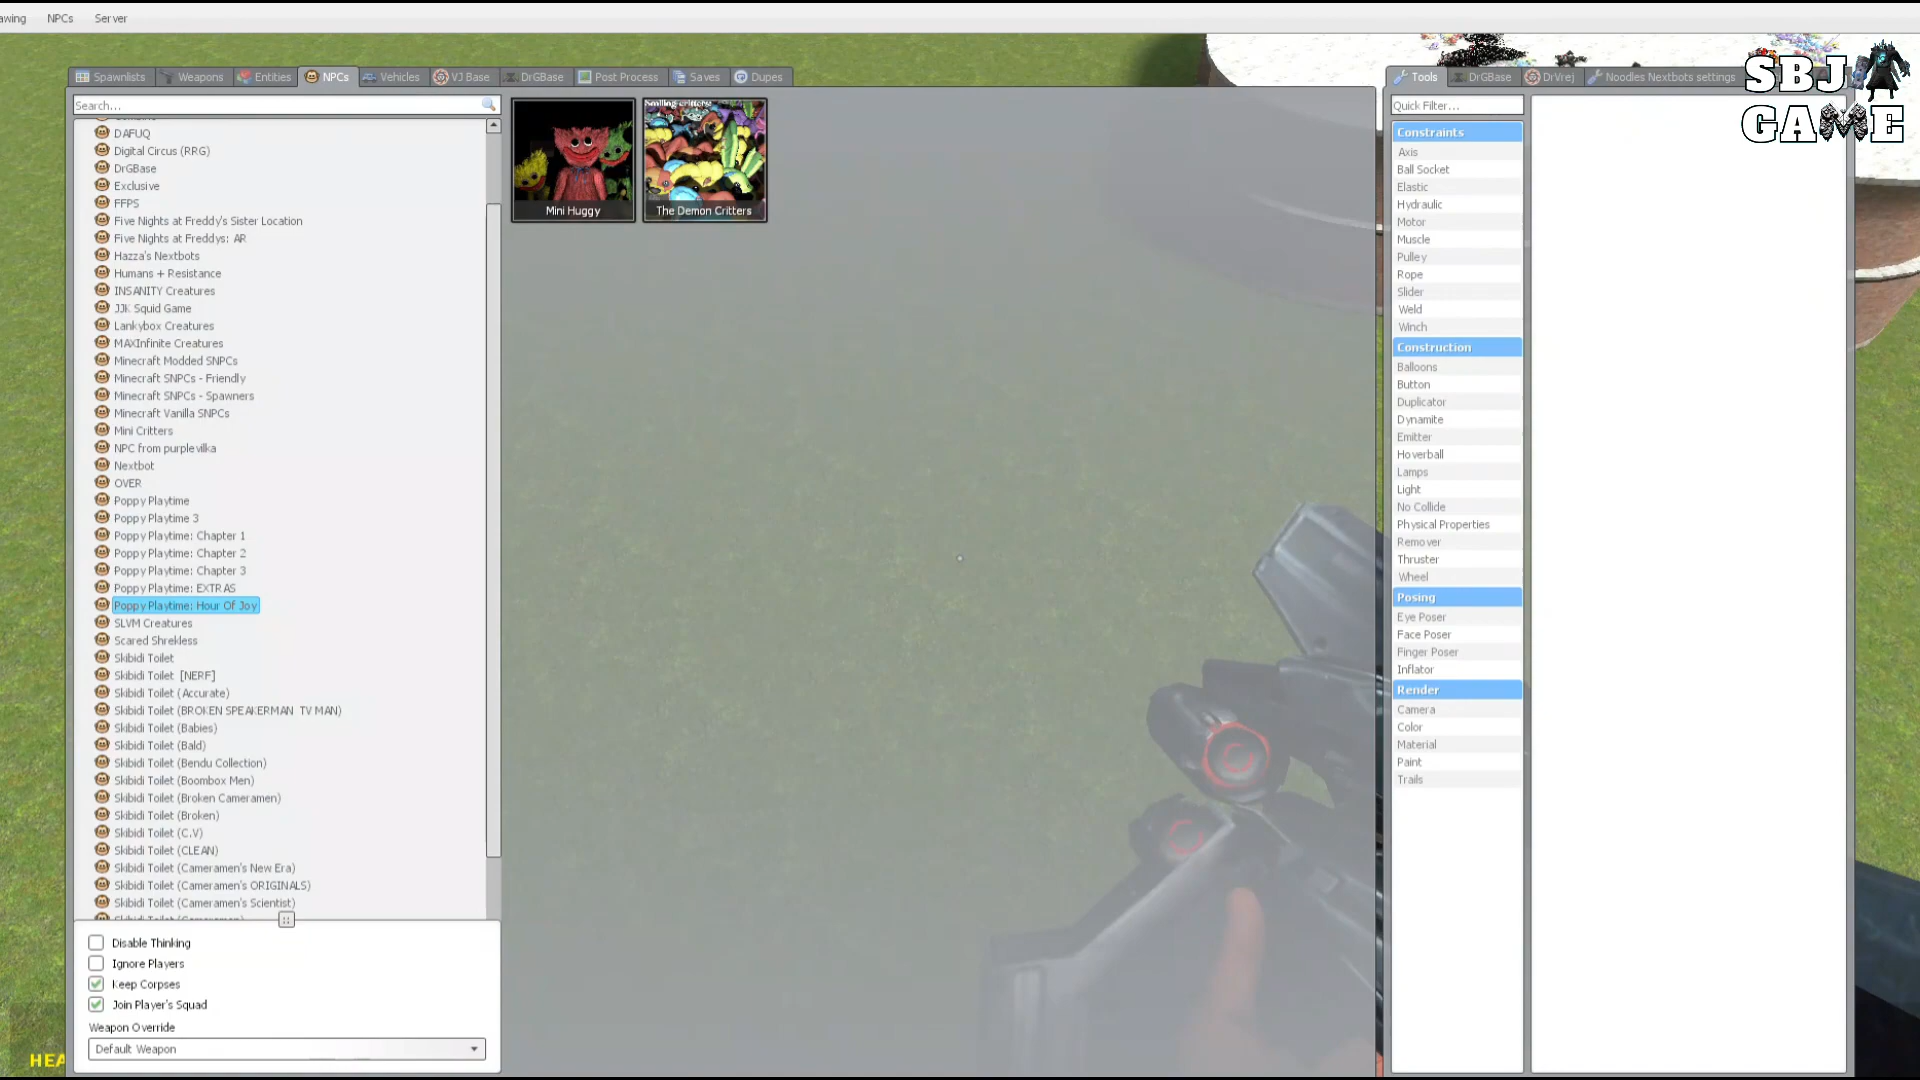 awing NPCs Server
Spawnlists Weapons Entities NPCs Vehicles VJ Base DrGBase Post Process Saves Dupes
Search...
DAFUQ
Digital Circus (RRG)
DrGBase
Exclusive
FFPS
Five Nights at Freddy's Sister Location
Five Nights at Freddys: AR
Hazza's Nextbots
Humans + Resistance
INSANITY Creatures
JJK Squid Game
Lankybox Creatures
MAXInfinite Creatures
Minecraft Modded SNPCs
Minecraft SNPCs - Friendly
Minecraft SNPCs - Spawners
Minecraft Vanilla SNPCs
Mini Critters
NPC from purplevilka
Nextbot
OVER
Poppy Playtime
Poppy Playtime 3
Poppy Playtime: Chapter 1
Poppy Playtime: Chapter 2
Poppy Playtime: Chapter 3
Poppy Playtime: EXTRAS
Poppy Playtime: Hour Of Joy
SLVM Creatures
Scared Shrekless
Skibidi Toilet
Skibidi Toilet [NERF]
Skibidi Toilet (Accurate)
Skibidi Toilet (BROKEN SPEAKERMAN TV MAN)
Skibidi Toilet (Babies)
Skibidi Toilet (Bald)
Skibidi Toilet (Bendu Collection)
Skibidi Toilet (Boombox Men)
Skibidi Toilet (Broken Cameramen)
Skibidi Toilet (Broken)
Skibidi Toilet (C.V)
Skibidi Toilet (CLEAN)
Skibidi Toilet (Cameramen's New Era)
Skibidi Toilet (Cameramen's ORIGINALS)
Skibidi Toilet (Cameramen's Scientist)
Disable Thinking
Ignore Players
Keep Corpses
Join Player's Squad
Weapon Override
Default Weapon
HEA
Smiling critters
Mini Huggy
The Demon Critters
Tools DrGBase DrVrej Noodles Nextbots settings
Quick Filter...
Constraints
Axis
Ball Socket
Elastic
Hydraulic
Motor
Muscle
Pulley
Rope
Slider
Weld
Winch
Construction
Balloons
Button
Duplicator
Dynamite
Emitter
Hoverball
Lamps
Light
No Collide
Physical Properties
Remover
Thruster
Wheel
Posing
Eye Poser
Face Poser
Finger Poser
Inflator
Render
Camera
Color
Material
Paint
Trails
SBJ
GAME